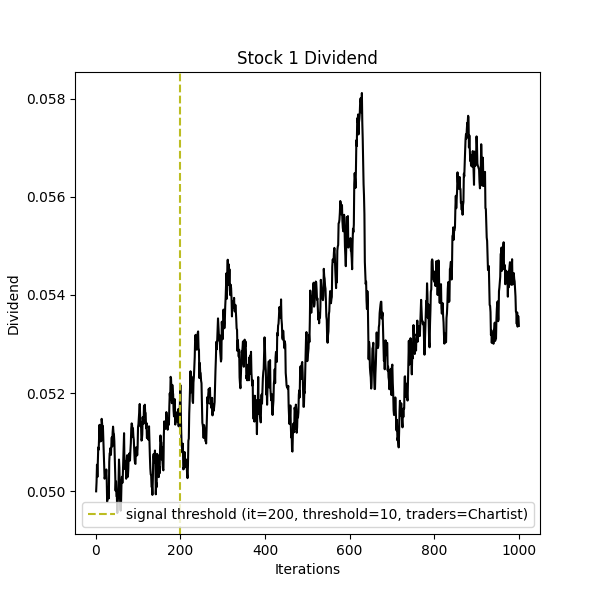 Stock 1 Dividend
0.058
0.056
0.054
0.052
0.050
Dividend
signal threshold (it=200, threshold=10, traders=Chartist)
0 200 400 600 800 1000
Iterations